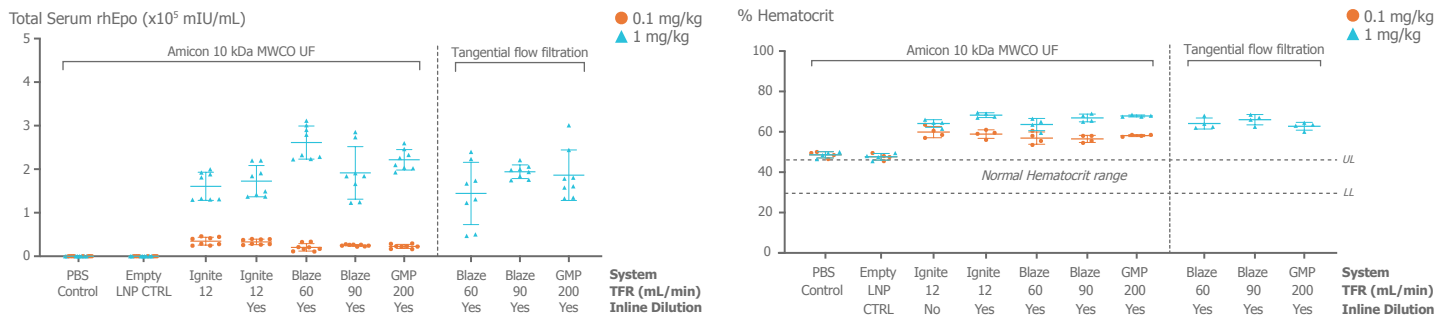 Total Serum rhEpo (x10⁵ mIU/mL)
0.1 mg/kg
1 mg/kg
Amicon 10 kDa MWCO UF
Tangential flow filtration
5
4
3
2
1
0
PBS Empty Ignite Ignite Blaze Blaze GMP Blaze Blaze GMP System
Control LNP CTRL 12 12 60 90 200 60 90 200 TFR (mL/min)
Yes Yes Yes Yes Yes Yes Yes Inline Dilution
% Hematocrit
0.1 mg/kg
1 mg/kg
Amicon 10 kDa MWCO UF
Tangential flow filtration
100
80
60
40
20
0
UL
Normal Hematocrit range
LL
PBS Empty Ignite Ignite Blaze Blaze GMP Blaze Blaze GMP System
Control LNP 12 12 60 90 200 60 90 200 TFR (mL/min)
CTRL No Yes Yes Yes Yes Yes Yes Yes Inline Dilution